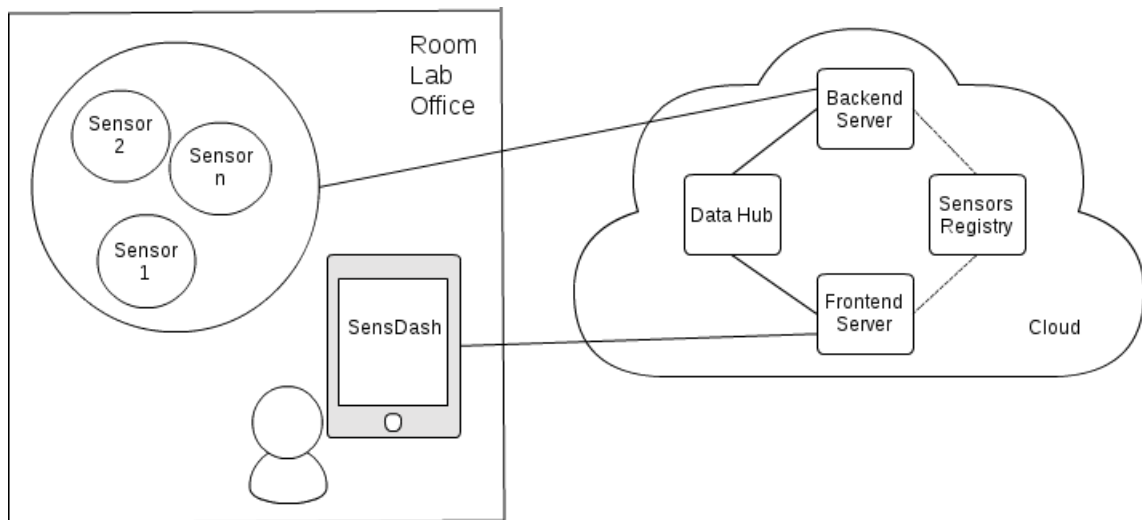 Room
Lab
Office
Sensor
2
Sensor
n
Sensor
1
SensDash
Backend
Server
Data Hub
Sensors
Registry
Frontend
Server
Cloud